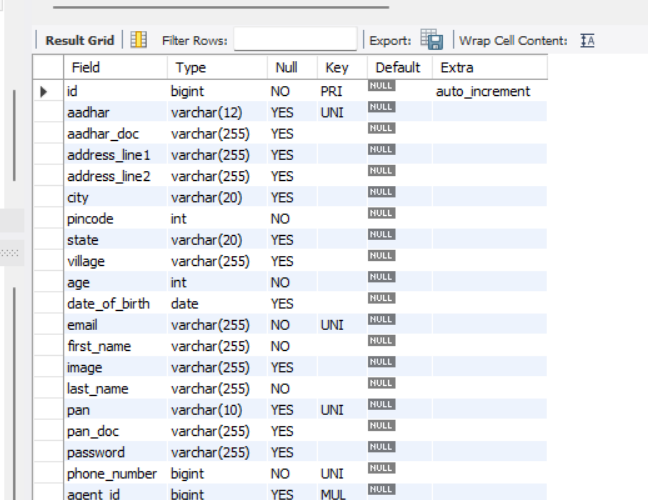 Result Grid Filter Rows: Export: Wrap Cell Content:
Field Type Null Key Default Extra
id bigint NO PRI NULL auto_increment
aadhar varchar(12) YES UNI NULL
aadhar_doc varchar(255) YES NULL
address_line1 varchar(255) YES NULL
address_line2 varchar(255) YES NULL
city varchar(20) YES NULL
pincode int NO NULL
state varchar(20) YES NULL
village varchar(255) YES NULL
age int NO NULL
date_of_birth date YES NULL
email varchar(255) NO UNI NULL
first_name varchar(255) NO NULL
image varchar(255) YES NULL
last_name varchar(255) NO NULL
pan varchar(10) YES UNI NULL
pan_doc varchar(255) YES NULL
password varchar(255) YES NULL
phone_number bigint NO UNI NULL
agent_id bigint YES MUL NULL